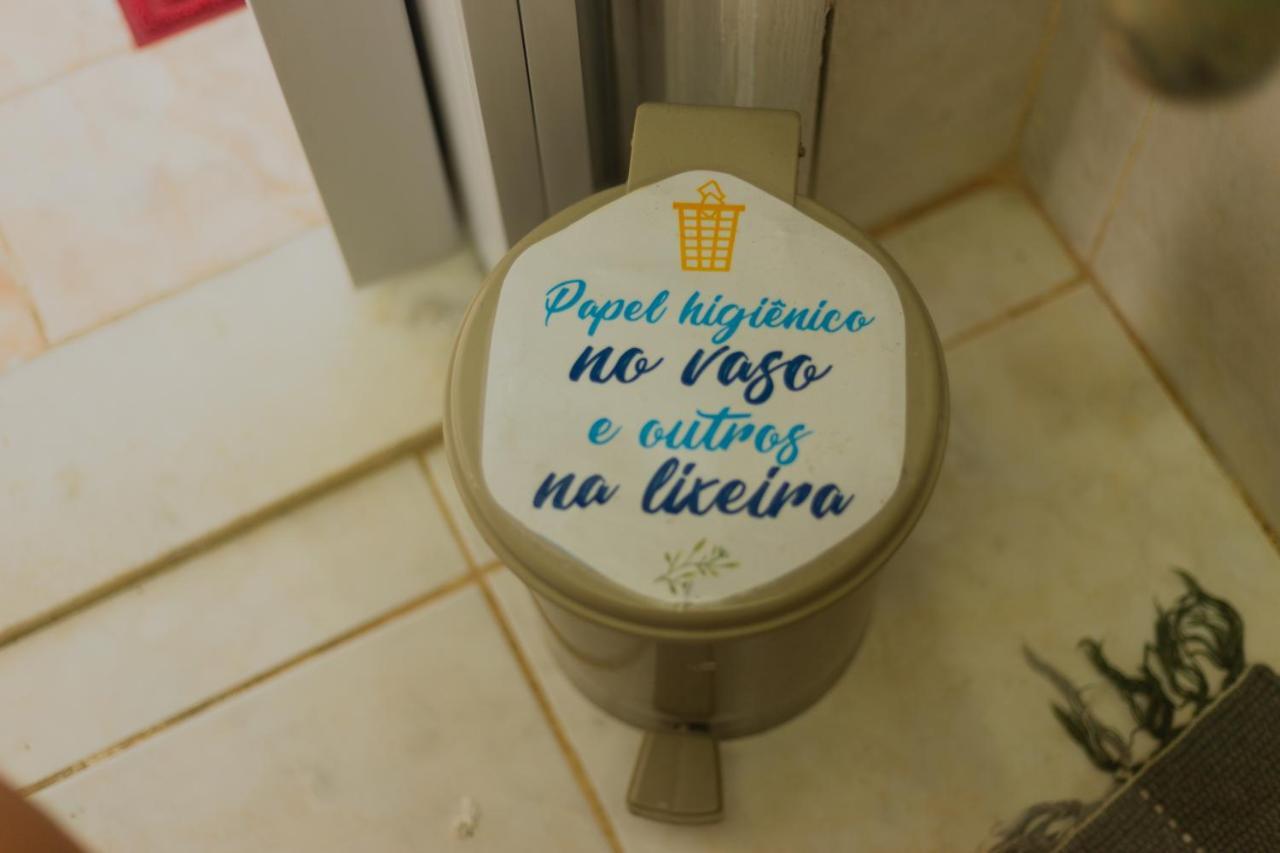 Papel higiênico
no vaso
e outros
na lixeira